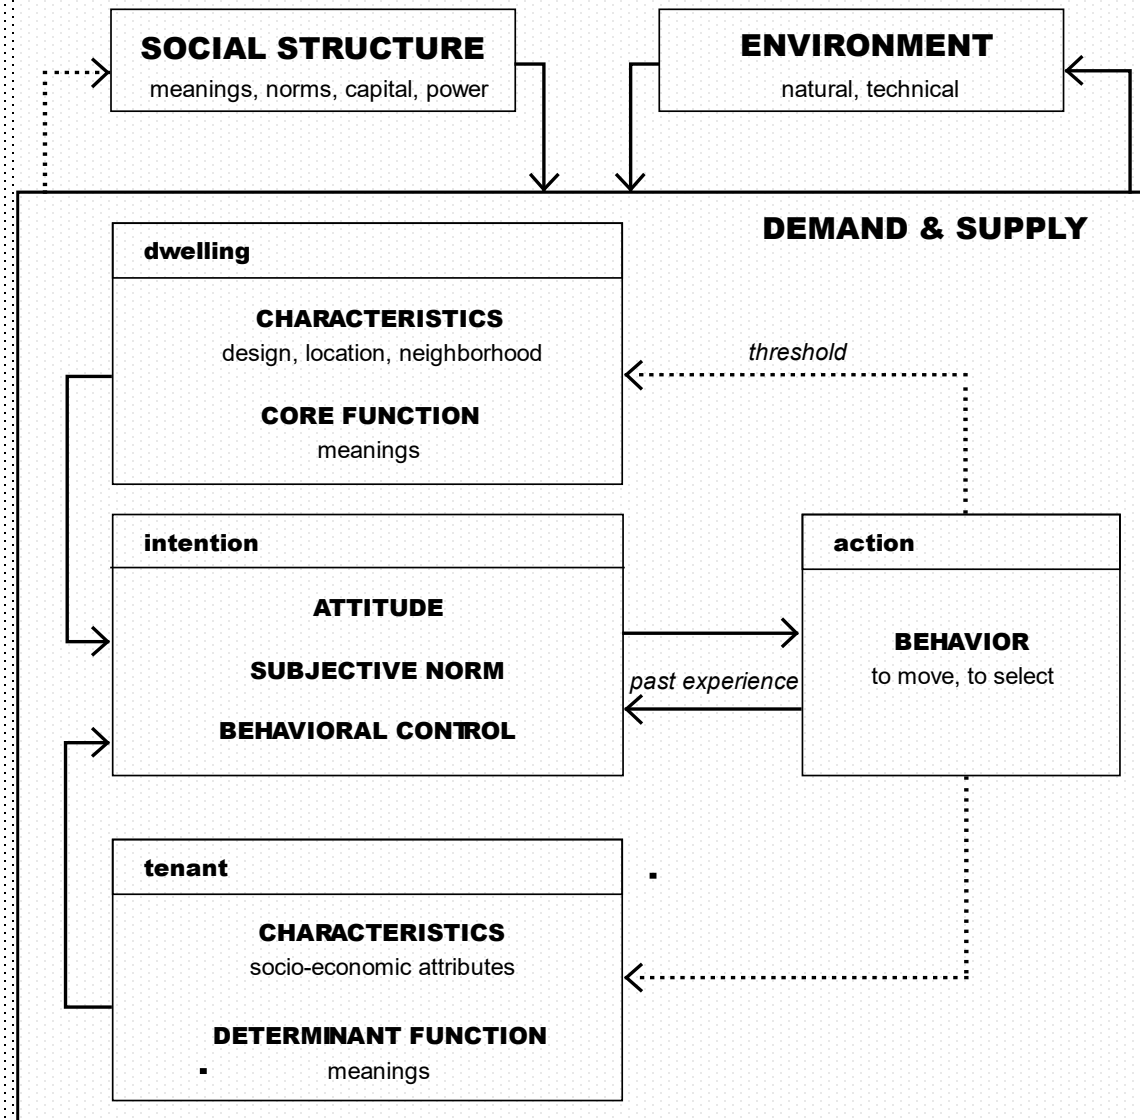 SOCIAL STRUCTURE
meanings, norms, capital, power
ENVIRONMENT
natural, technical
DEMAND & SUPPLY
dwelling
CHARACTERISTICS
design, location, neighborhood
CORE FUNCTION
meanings
threshold
intention
ATTITUDE
SUBJECTIVE NORM
BEHAVIORAL CONTROL
past experience
action
BEHAVIOR
to move, to select
tenant
CHARACTERISTICS
socio-economic attributes
DETERMINANT FUNCTION
meanings